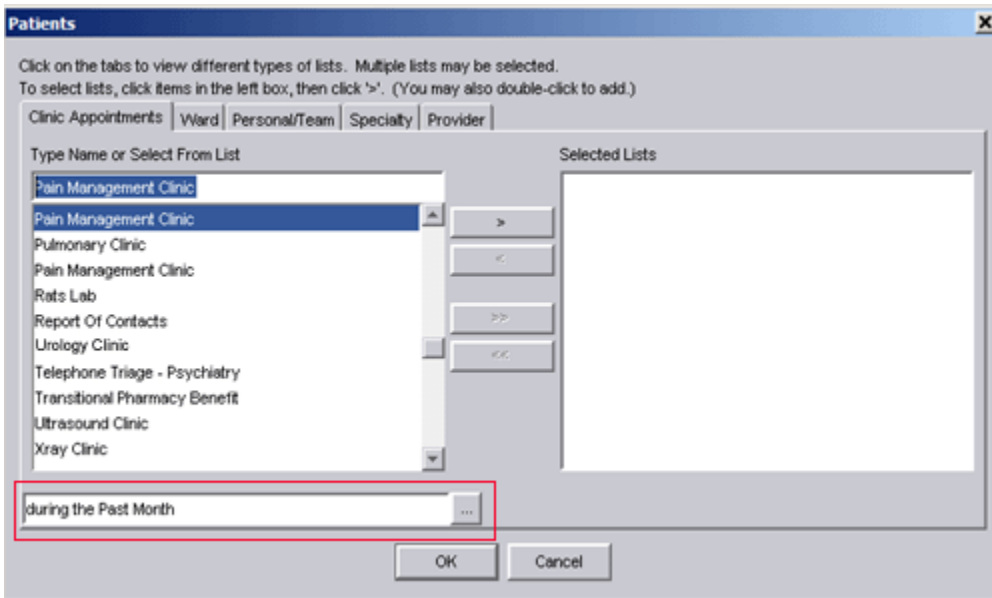 Patients
Click on the tabs to view different types of lists. Multiple lists may be selected.
To select lists, click items in the left box, then click '>'. (You may also double-click to add.)
Clinic Appointments Ward Personal/Team Specialty Provider
Type Name or Select From List
Selected Lists
Pain Management Clinic
Pain Management Clinic
>
Pulmonary Clinic
<
Pain Management Clinic
Rats Lab
Report Of Contacts
>>
Urology Clinic
<<
Telephone Triage - Psychiatry
Transitional Pharmacy Benefit
Ultrasound Clinic
Xray Clinic
during the Past Month ...
OK Cancel